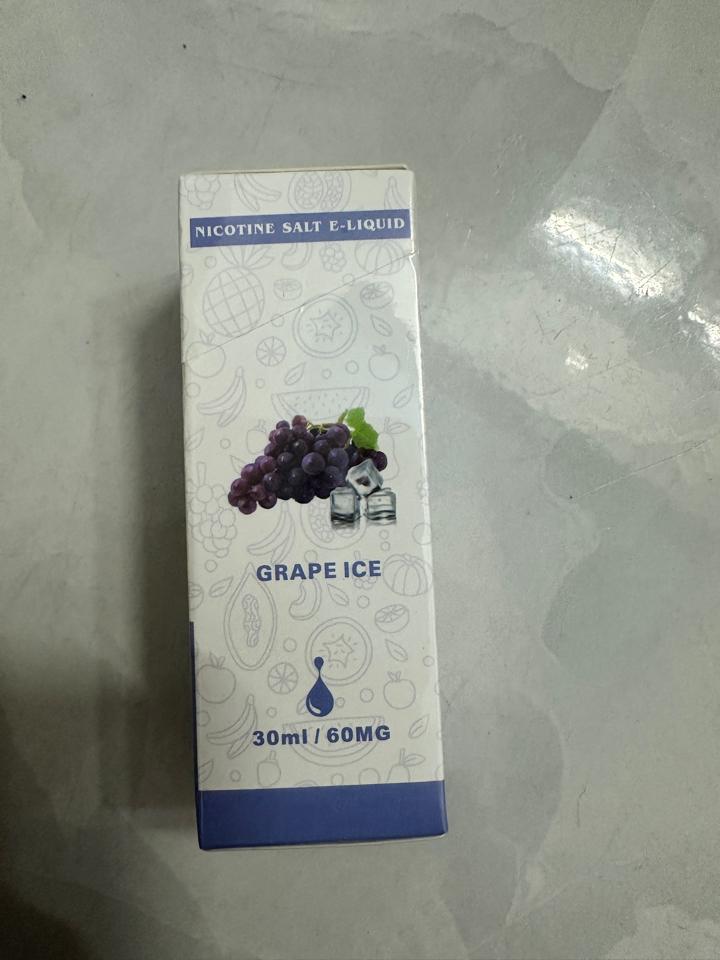 NICOTINE SALT E-LIQUID
GRAPE ICE
30ml / 60MG